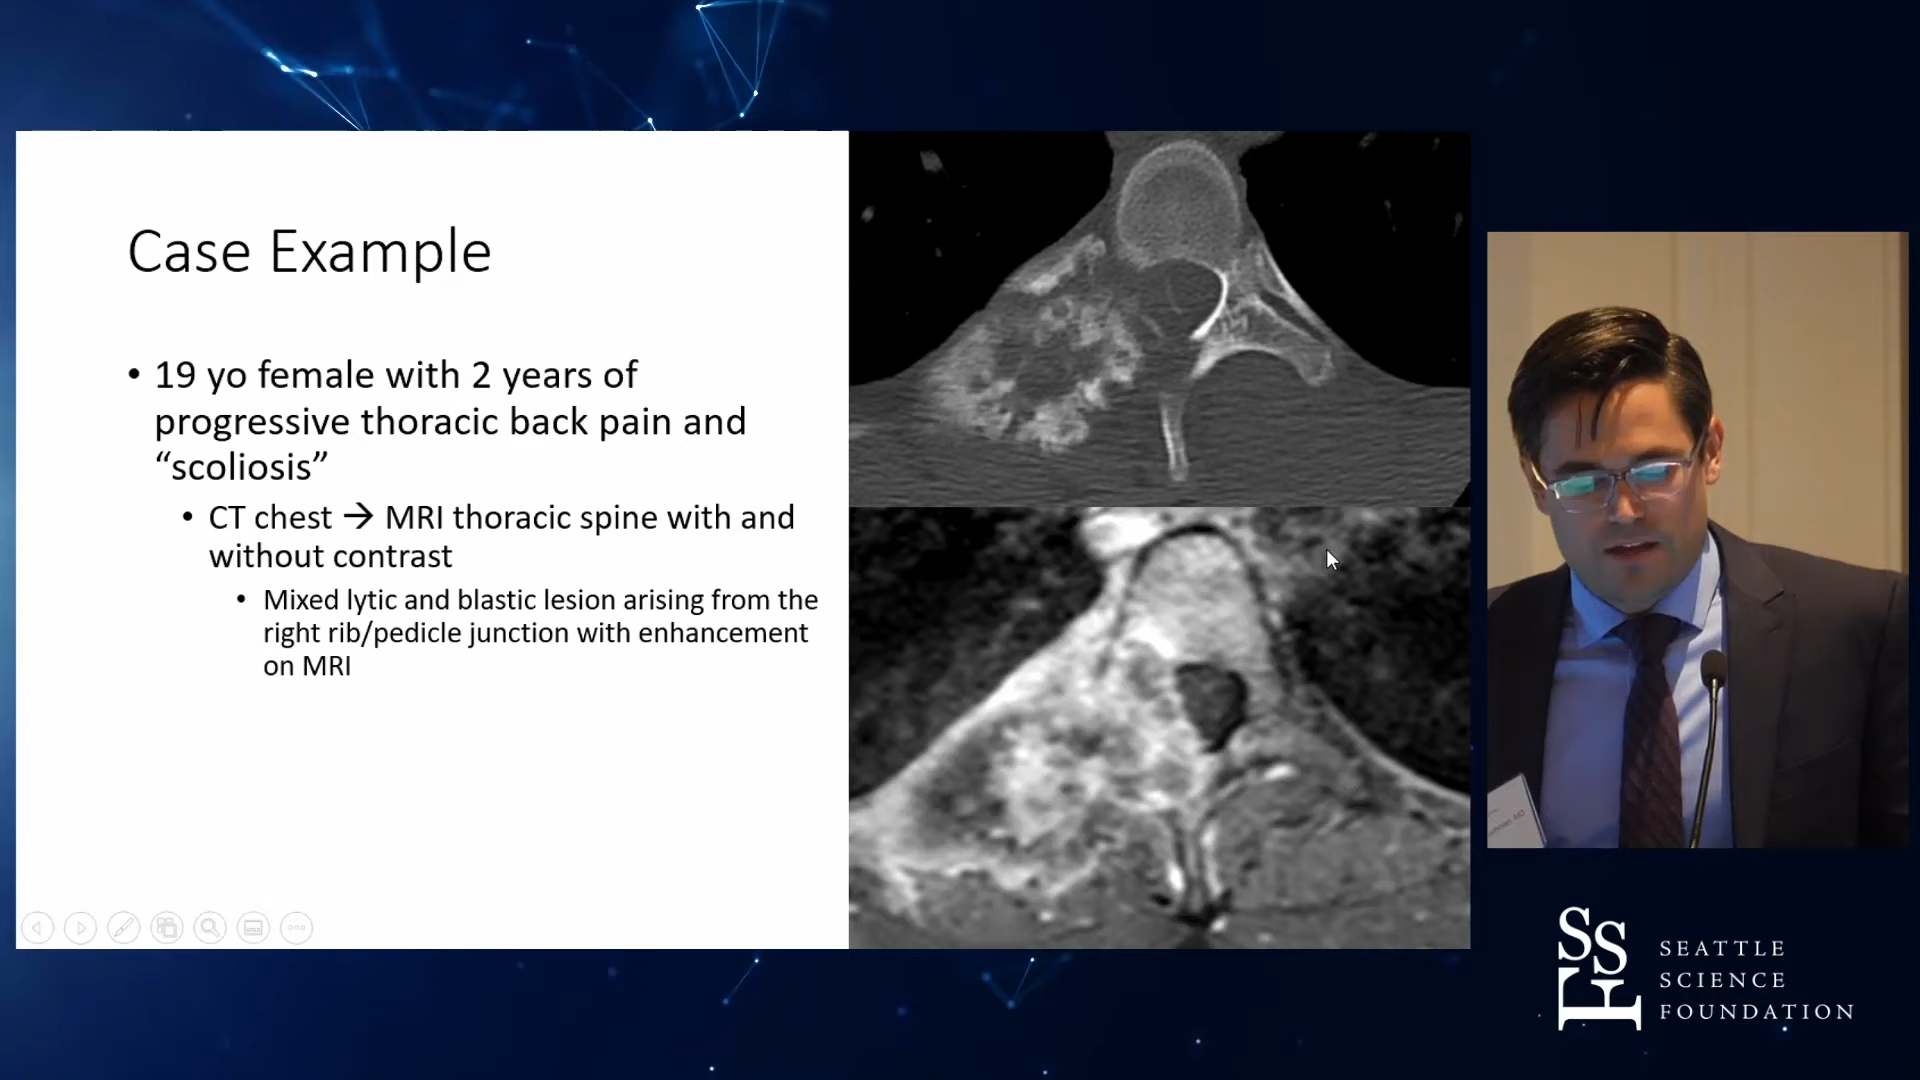 Case Example
• 19 yo female with 2 years of
progressive thoracic back pain and
“scoliosis”
• CT chest → MRI thoracic spine with and
without contrast
• Mixed lytic and blastic lesion arising from the
right rib/pedicle junction with enhancement
on MRI
SSF
SEATTLE
SCIENCE
FOUNDATION